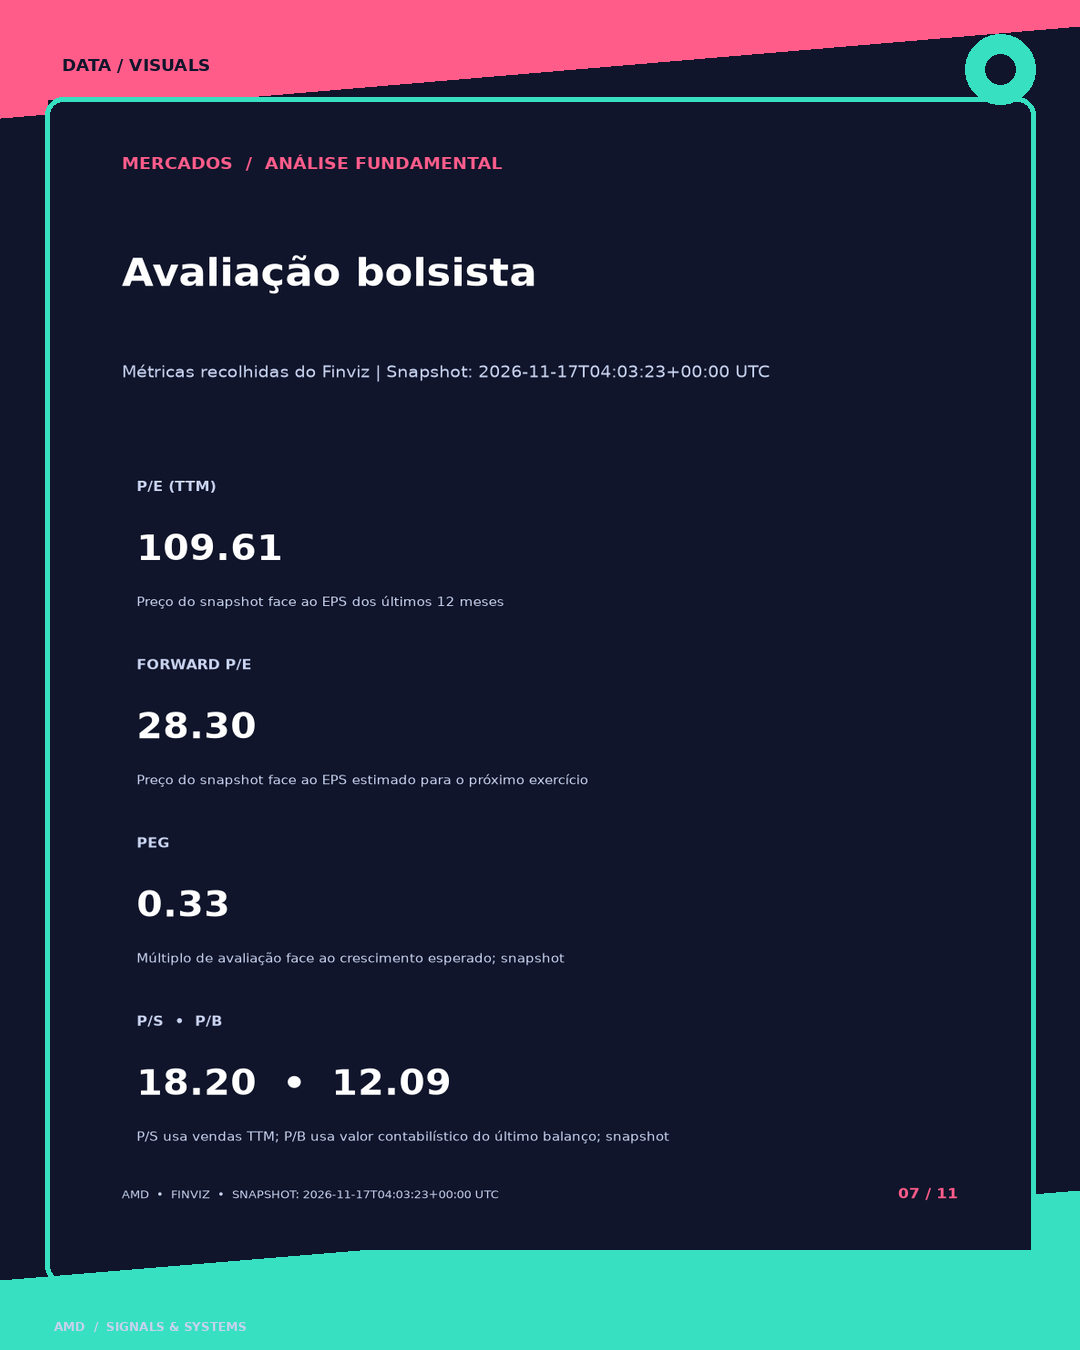 DATA / VISUALS
MERCADOS / ANÁLISE FUNDAMENTAL
Avaliação bolsista
Métricas recolhidas do Finviz | Snapshot: 2026-11-17T04:03:23+00:00 UTC
P/E (TTM)
109.61
Preço do snapshot face ao EPS dos últimos 12 meses
FORWARD P/E
28.30
Preço do snapshot face ao EPS estimado para o próximo exercício
PEG
0.33
Múltiplo de avaliação face ao crescimento esperado; snapshot
P/S • P/B
18.20 • 12.09
P/S usa vendas TTM; P/B usa valor contabilístico do último balanço; snapshot
AMD • FINVIZ • SNAPSHOT: 2026-11-17T04:03:23+00:00 UTC
07 / 11
AMD / SIGNALS & SYSTEMS